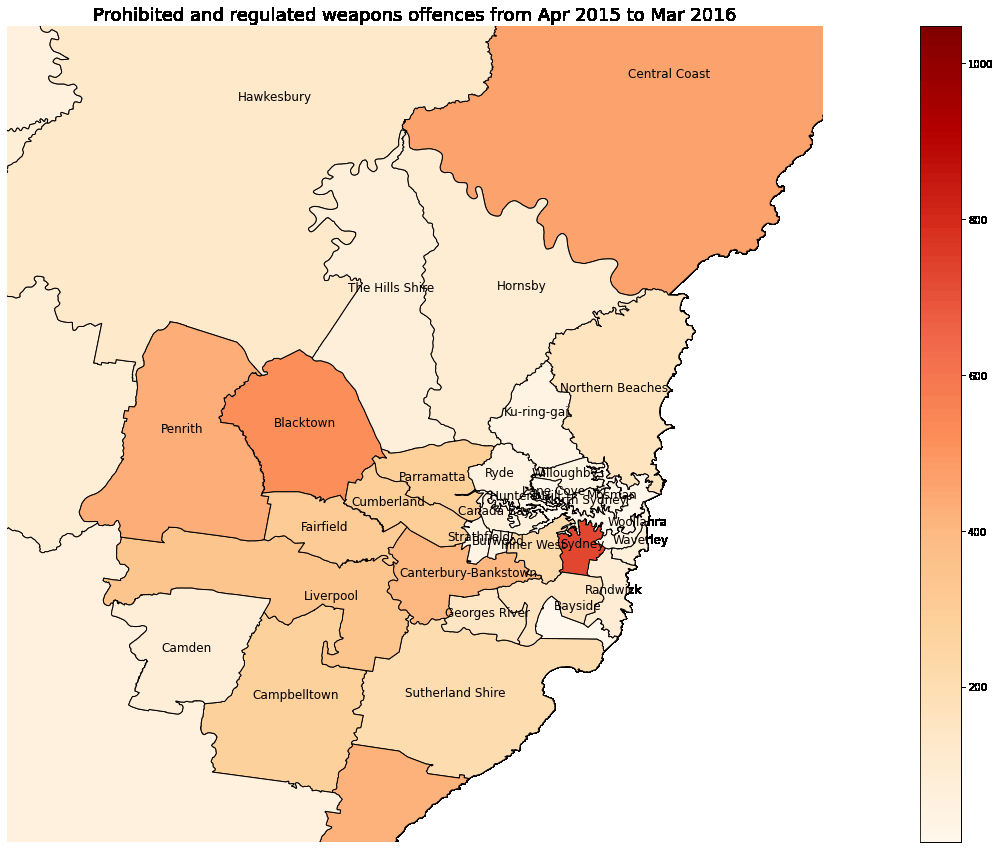 Prohibited and regulated weapons offences from Apr 2015 to Mar 2016
Central Coast
Hawkesbury
The Hills Shire
Hornsby
Northern Beaches
Ku-ring-gai
Blacktown
Penrith
Parramatta
Ryde
Willoughby
Lane Cove
Mosman
Hunters Hill
North Sydney
Cumberland
Canada Bay
Woollahra
Fairfield
Strathfield
Burwood
Inner West
Sydney
Waverley
Canterbury-Bankstown
Liverpool
Randwick
Bayside
Georges River
Camden
Campbelltown
Sutherland Shire
1000
800
600
400
200